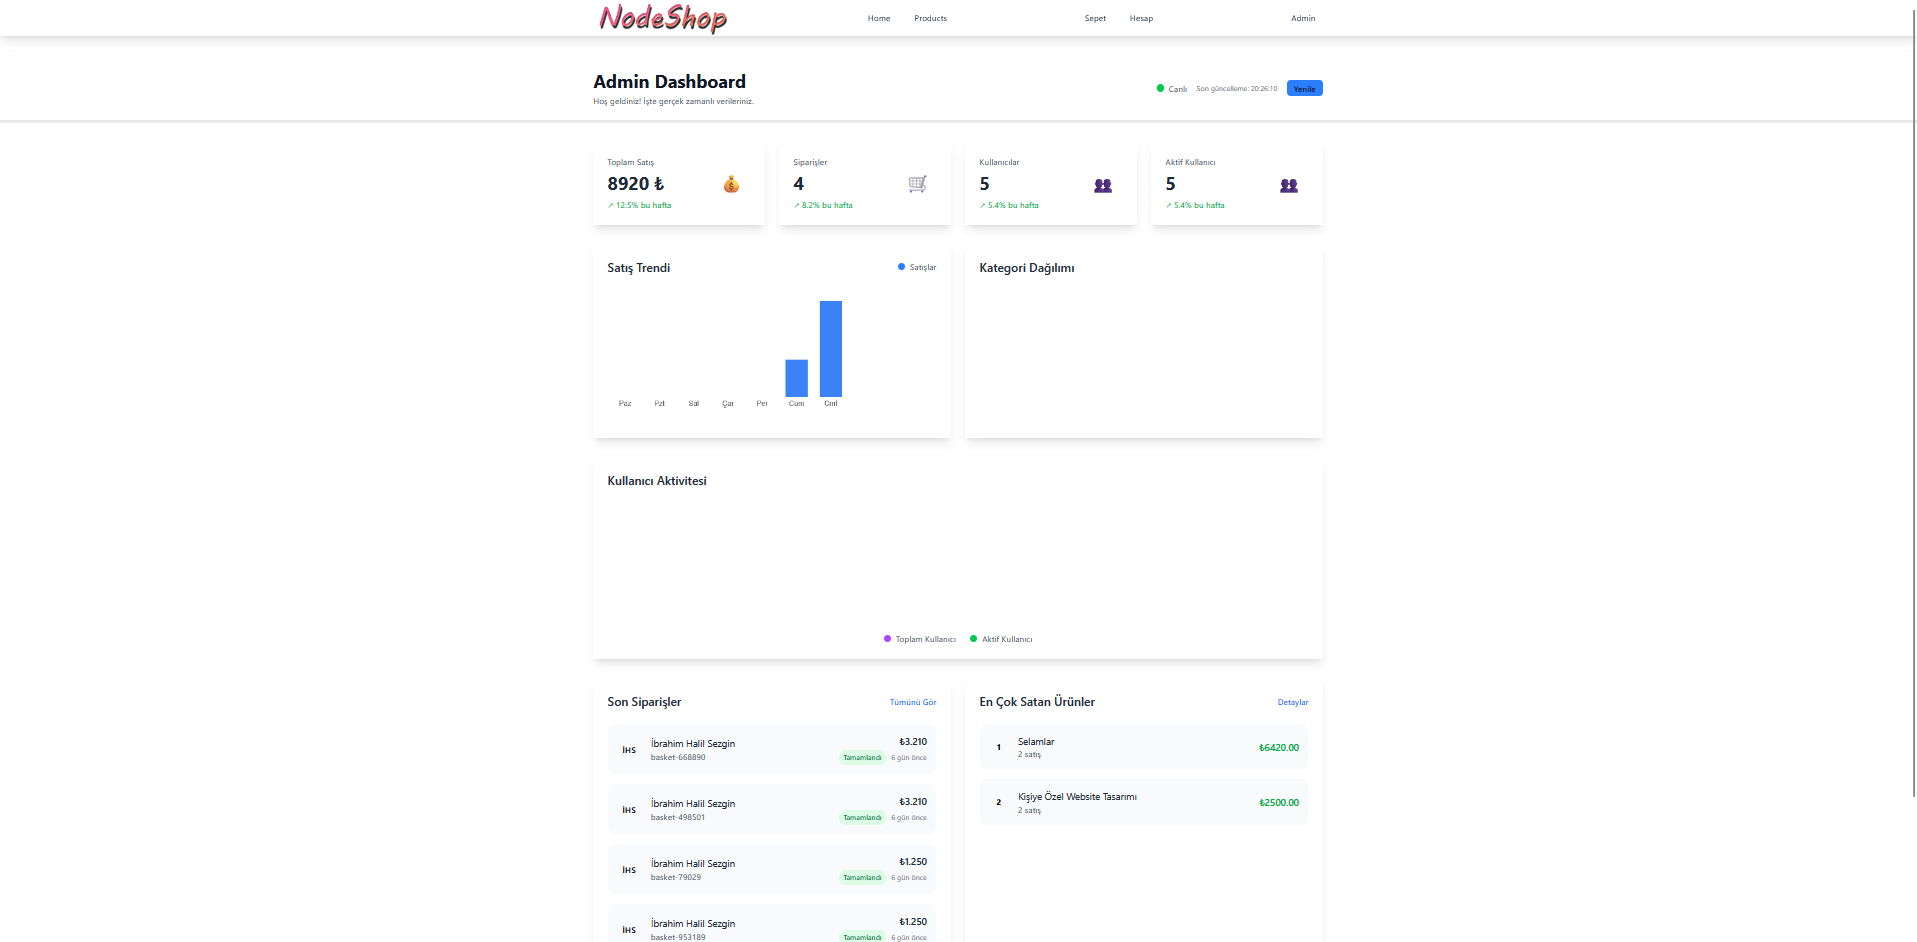 NodeShop
Home
Products
Sepet
Hesap
Admin
Admin Dashboard
Hoş geldiniz! İşte gerçek zamanlı verileriniz.
Canlı
Son güncelleme: 20:26:10
Yenile
Toplam Satış
8920 ₺
↗ 12.5% bu hafta
Siparişler
4
↗ 8.2% bu hafta
Kullanıcılar
5
↗ 5.4% bu hafta
Aktif Kullanıcı
5
↗ 5.4% bu hafta
Satış Trendi
Satışlar
Paz Pzt Sal Çar Per Cum Cmt
Kategori Dağılımı
Kullanıcı Aktivitesi
Toplam Kullanıcı
Aktif Kullanıcı
Son Siparişler
Tümünü Gör
İHS
İbrahim Halil Sezgin
basket-668890
₺3.210
Tamamlandı
6 gün önce
İHS
İbrahim Halil Sezgin
basket-498501
₺3.210
Tamamlandı
6 gün önce
İHS
İbrahim Halil Sezgin
basket-79029
₺1.250
Tamamlandı
6 gün önce
İHS
İbrahim Halil Sezgin
basket-953189
₺1.250
Tamamlandı
6 gün önce
En Çok Satan Ürünler
Detaylar
1
Selamlar
2 satış
₺6420.00
2
Kişiye Özel Website Tasarımı
2 satış
₺2500.00